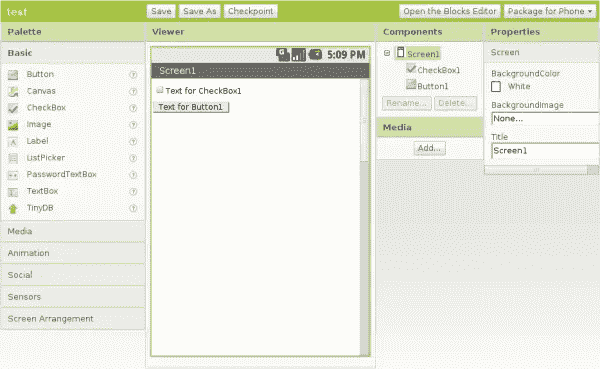 test
Save
Save As
Checkpoint
Open the Blocks Editor
Package for Phone
Palette
Basic
Button
?
Canvas
?
CheckBox
?
Image
?
Label
?
ListPicker
?
PasswordTextBox
?
TextBox
?
TinyDB
?
Media
Animation
Social
Sensors
Screen Arrangement
Viewer
G
5:09 PM
Screen1
Text for CheckBox1
Text for Button1
Components
Screen1
CheckBox1
Button1
Rename...
Delete...
Media
Add...
Properties
Screen
BackgroundColor
White
BackgroundImage
None...
Title
Screen1